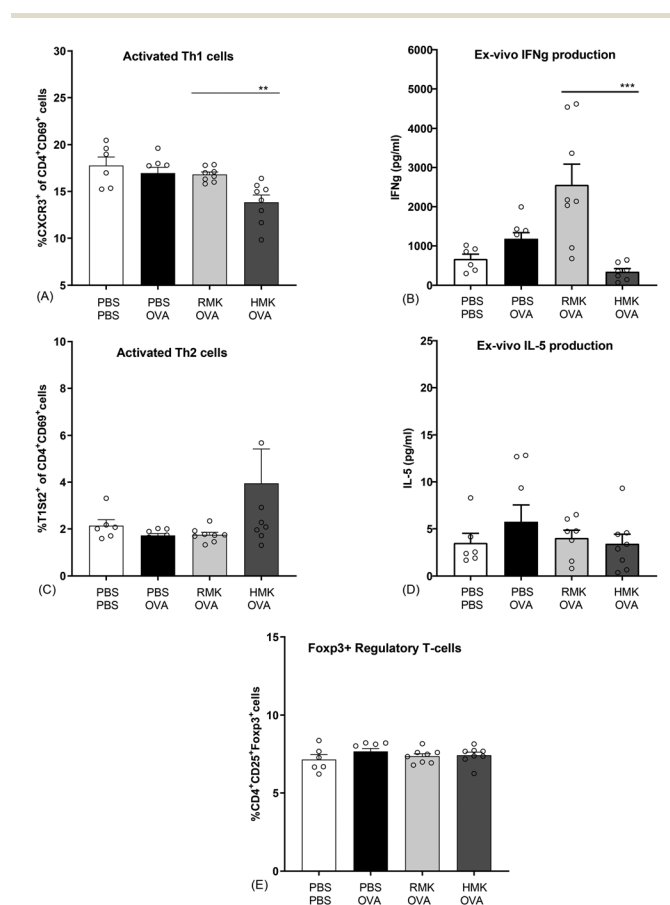 Activated Th1 cells
30
25
20
15
10
5
%CXCR3⁺ of CD4⁺CD69⁺ cells
**
(A)
PBS PBS RMK HMK
PBS OVA OVA OVA
Ex-vivo IFNg production
6000
5000
4000
3000
2000
1000
0
IFNg (pg/ml)
***
(B)
PBS PBS RMK HMK
PBS OVA OVA OVA
Activated Th2 cells
10
8
6
4
2
0
%T1St2⁺ of CD4⁺CD69⁺cells
(C)
PBS PBS RMK HMK
PBS OVA OVA OVA
Ex-vivo IL-5 production
25
20
15
10
5
0
IL-5 (pg/ml)
(D)
PBS PBS RMK HMK
PBS OVA OVA OVA
Foxp3+ Regulatory T-cells
15
10
5
0
%CD4⁺CD25⁺Foxp3⁺cells
(E)
PBS PBS RMK HMK
PBS OVA OVA OVA